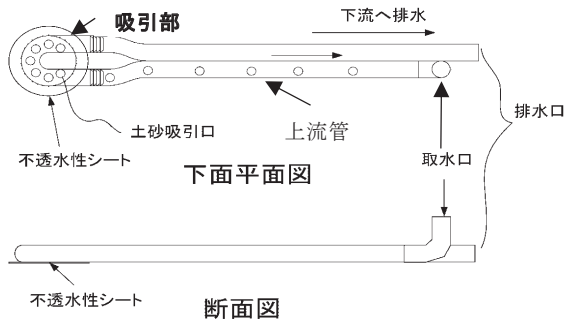 吸引部
下流へ排水
土砂吸引口
上流管
不透水性シート
取水口
排水口
下面平面図
不透水性シート
断面図